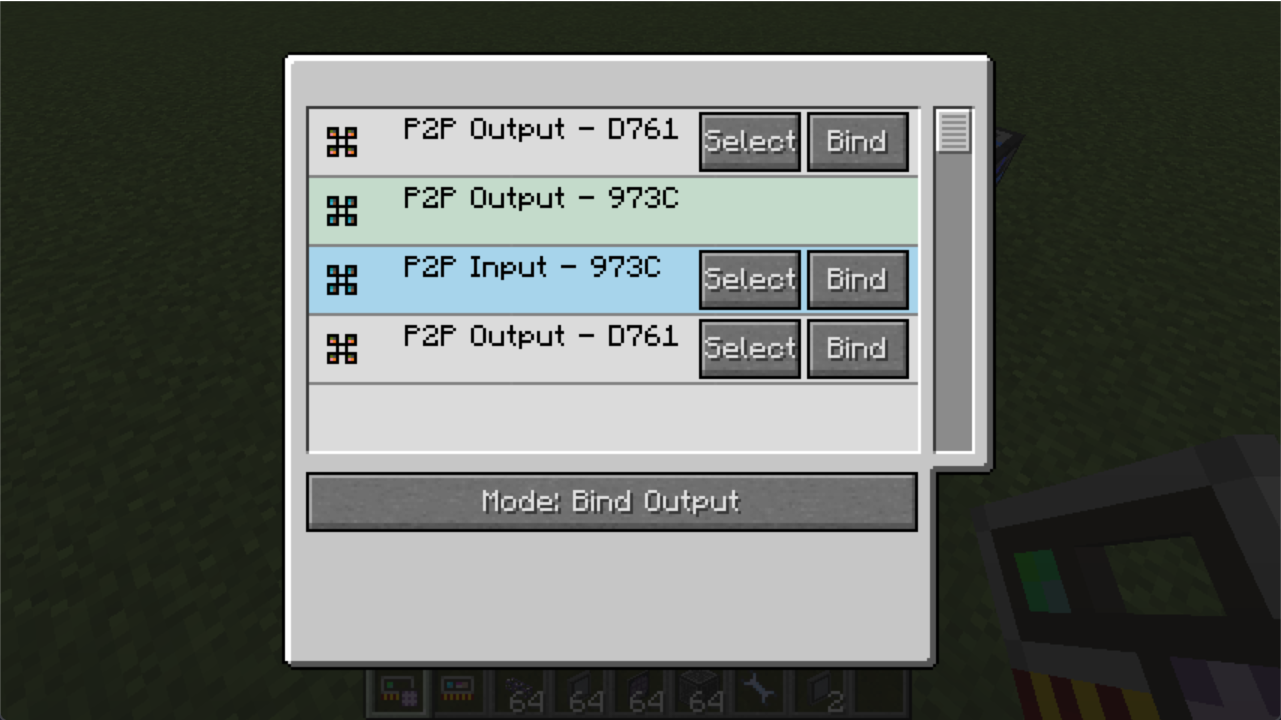 P2P Output - D761
Select
Bind
P2P Output - 973C
P2P Input - 973C
Select
Bind
P2P Output - D761
Select
Bind
Mode: Bind Output
64
64
64
64
2